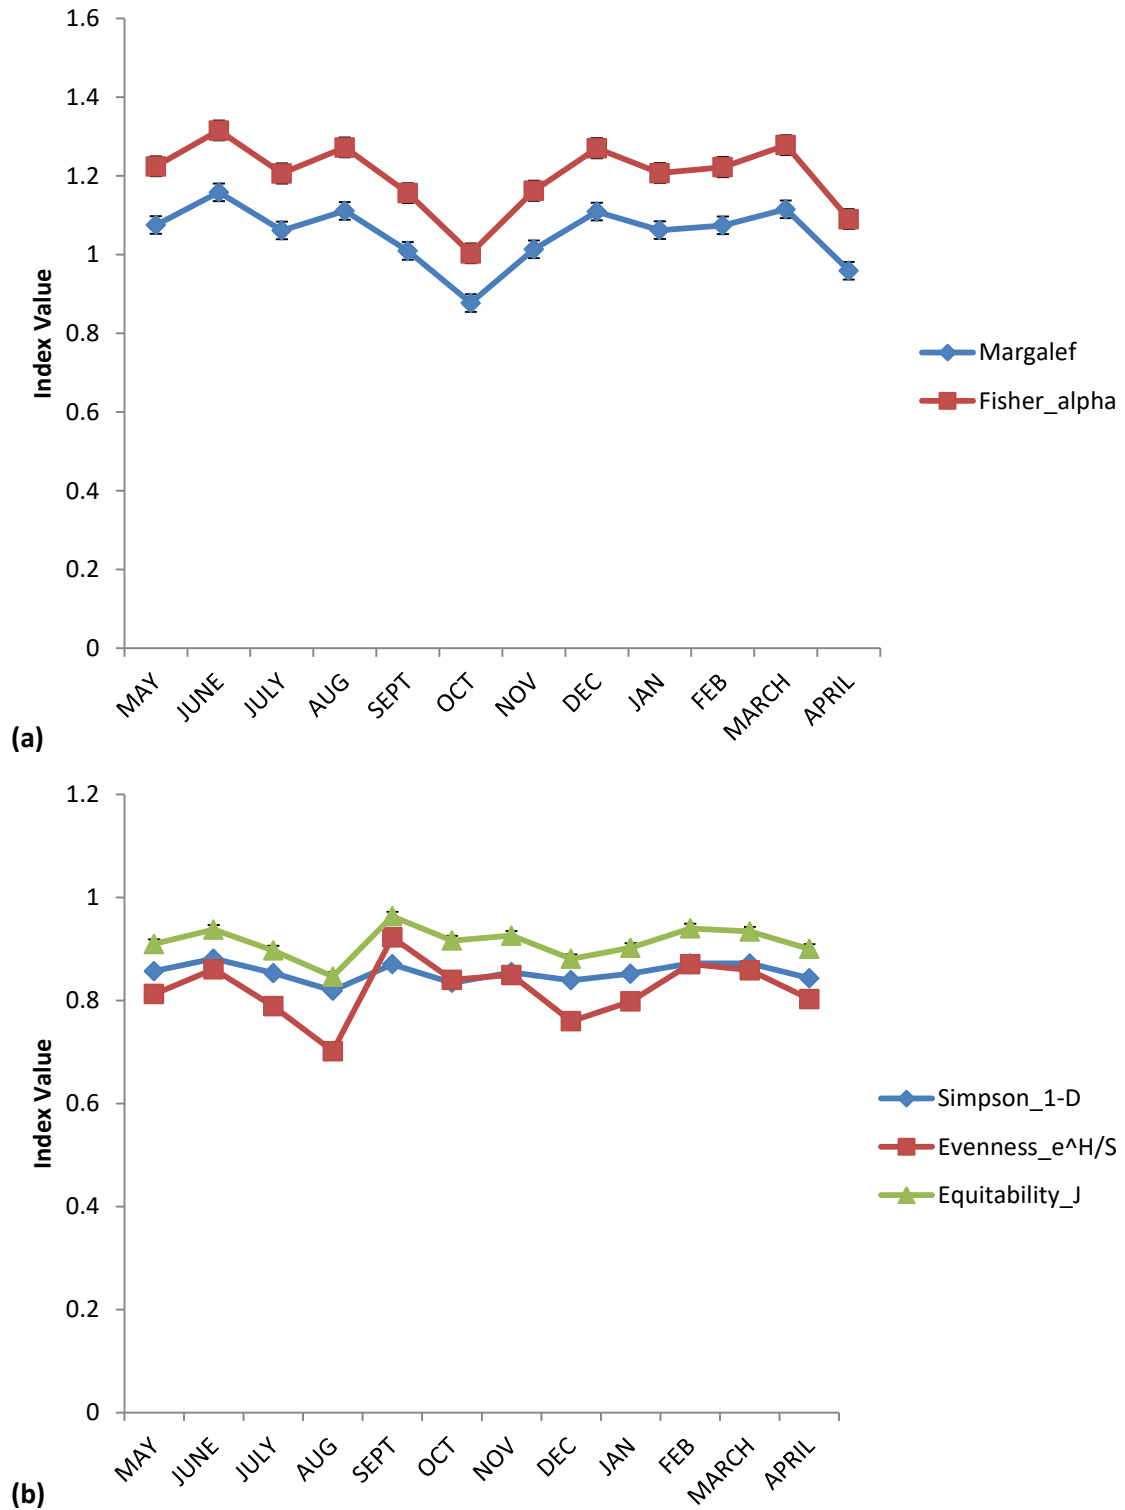 1.6
1.4
1.2
1
0.8
0.6
0.4
0.2
0
Index Value
MAY
JUNE
JULY
AUG
SEPT
OCT
NOV
DEC
JAN
FEB
MARCH
APRIL
Margalef
Fisher_alpha
(a)
1.2
1
0.8
0.6
0.4
0.2
0
Index Value
MAY
JUNE
JULY
AUG
SEPT
OCT
NOV
DEC
JAN
FEB
MARCH
APRIL
Simpson_1-D
Evenness_e^H/S
Equitability_J
(b)